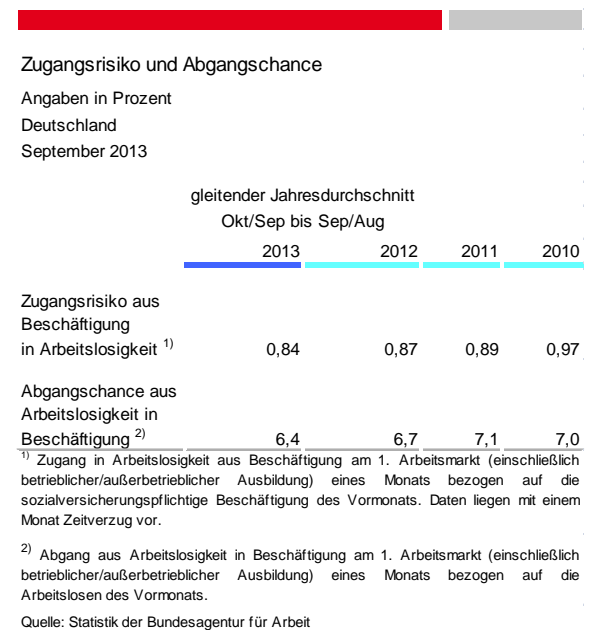 Zugangsrisiko und Abgangschance
Angaben in Prozent
Deutschland
September 2013
gleitender Jahresdurchschnitt
Okt/Sep bis Sep/Aug
2013 2012 2011 2010
Zugangsrisiko aus
Beschäftigung
in Arbeitslosigkeit 1) 0,84 0,87 0,89 0,97
Abgangschance aus
Arbeitslosigkeit in
Beschäftigung 2) 6,4 6,7 7,1 7,0
1) Zugang in Arbeitslosigkeit aus Beschäftigung am 1. Arbeitsmarkt (einschließlich
betrieblicher/außerbetrieblicher Ausbildung) eines Monats bezogen auf die
sozialversicherungspflichtige Beschäftigung des Vormonats. Daten liegen mit einem
Monat Zeitverzug vor.
2) Abgang aus Arbeitslosigkeit in Beschäftigung am 1. Arbeitsmarkt (einschließlich
betrieblicher/außerbetrieblicher Ausbildung) eines Monats bezogen auf die
Arbeitslosen des Vormonats.
Quelle: Statistik der Bundesagentur für Arbeit